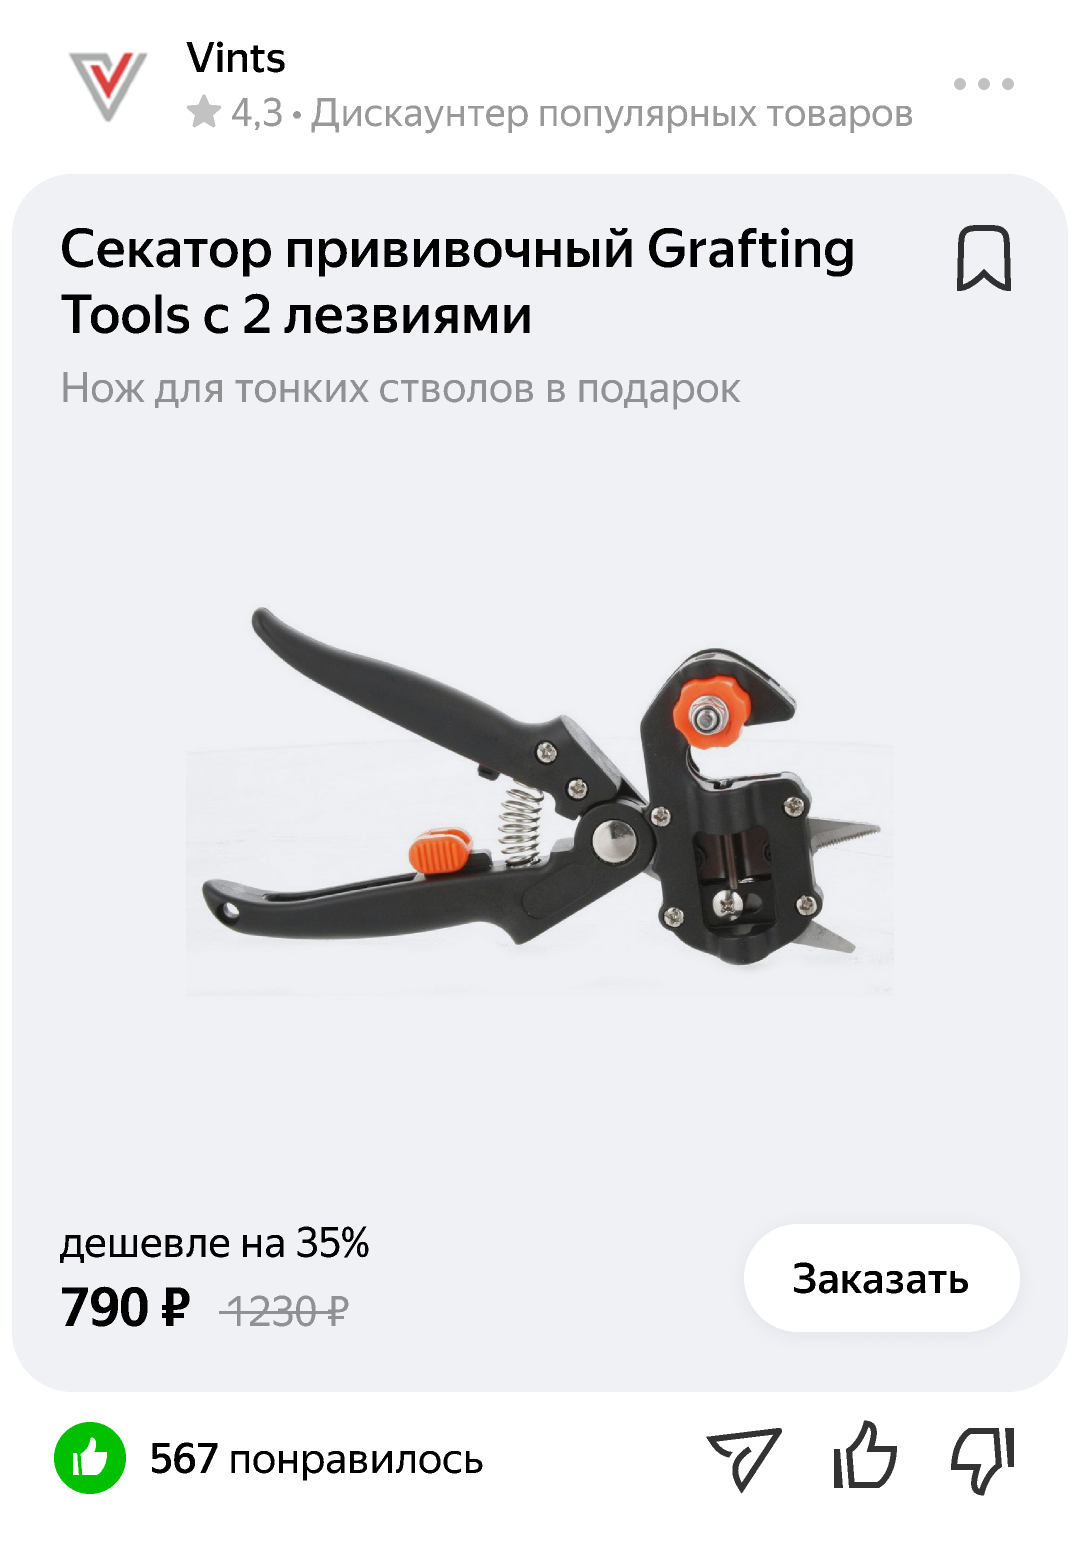 Vints
4,3 • Дискаунтер популярных товаров
Секатор прививочный Grafting
Tools с 2 лезвиями
Нож для тонких стволов в подарок
дешевле на 35%
790 ₽ 1230 ₽
Заказать
567 понравилось